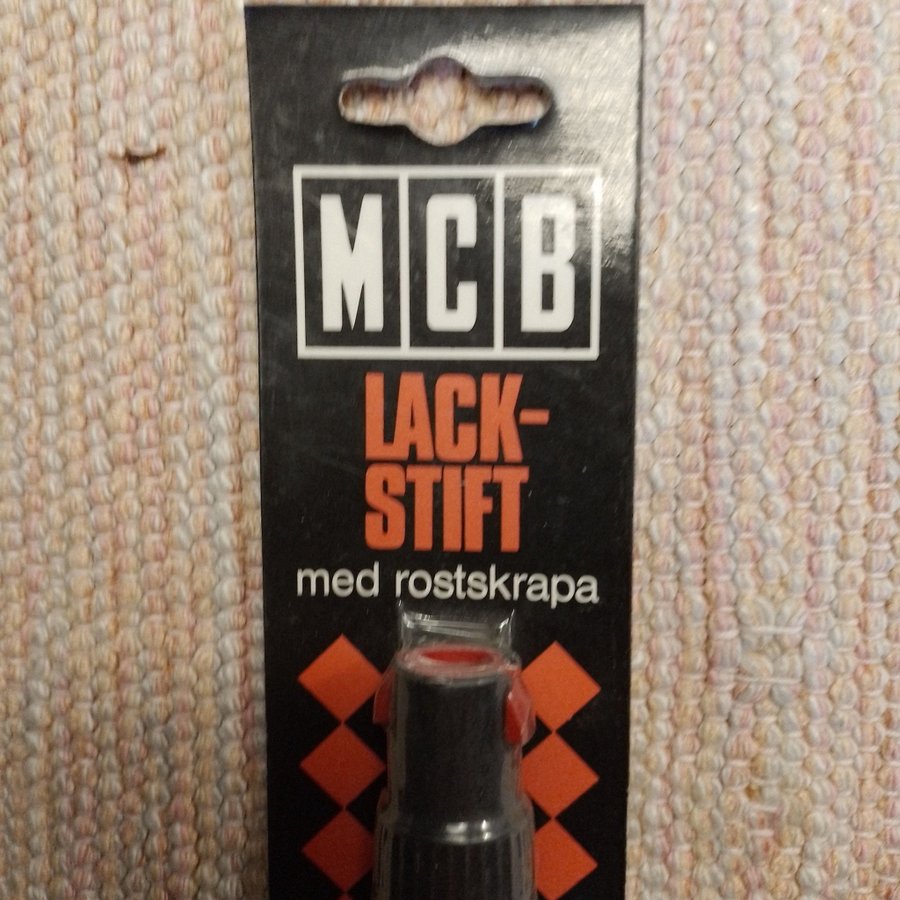 MCB
LACK-
STIFT
med rostskrapa